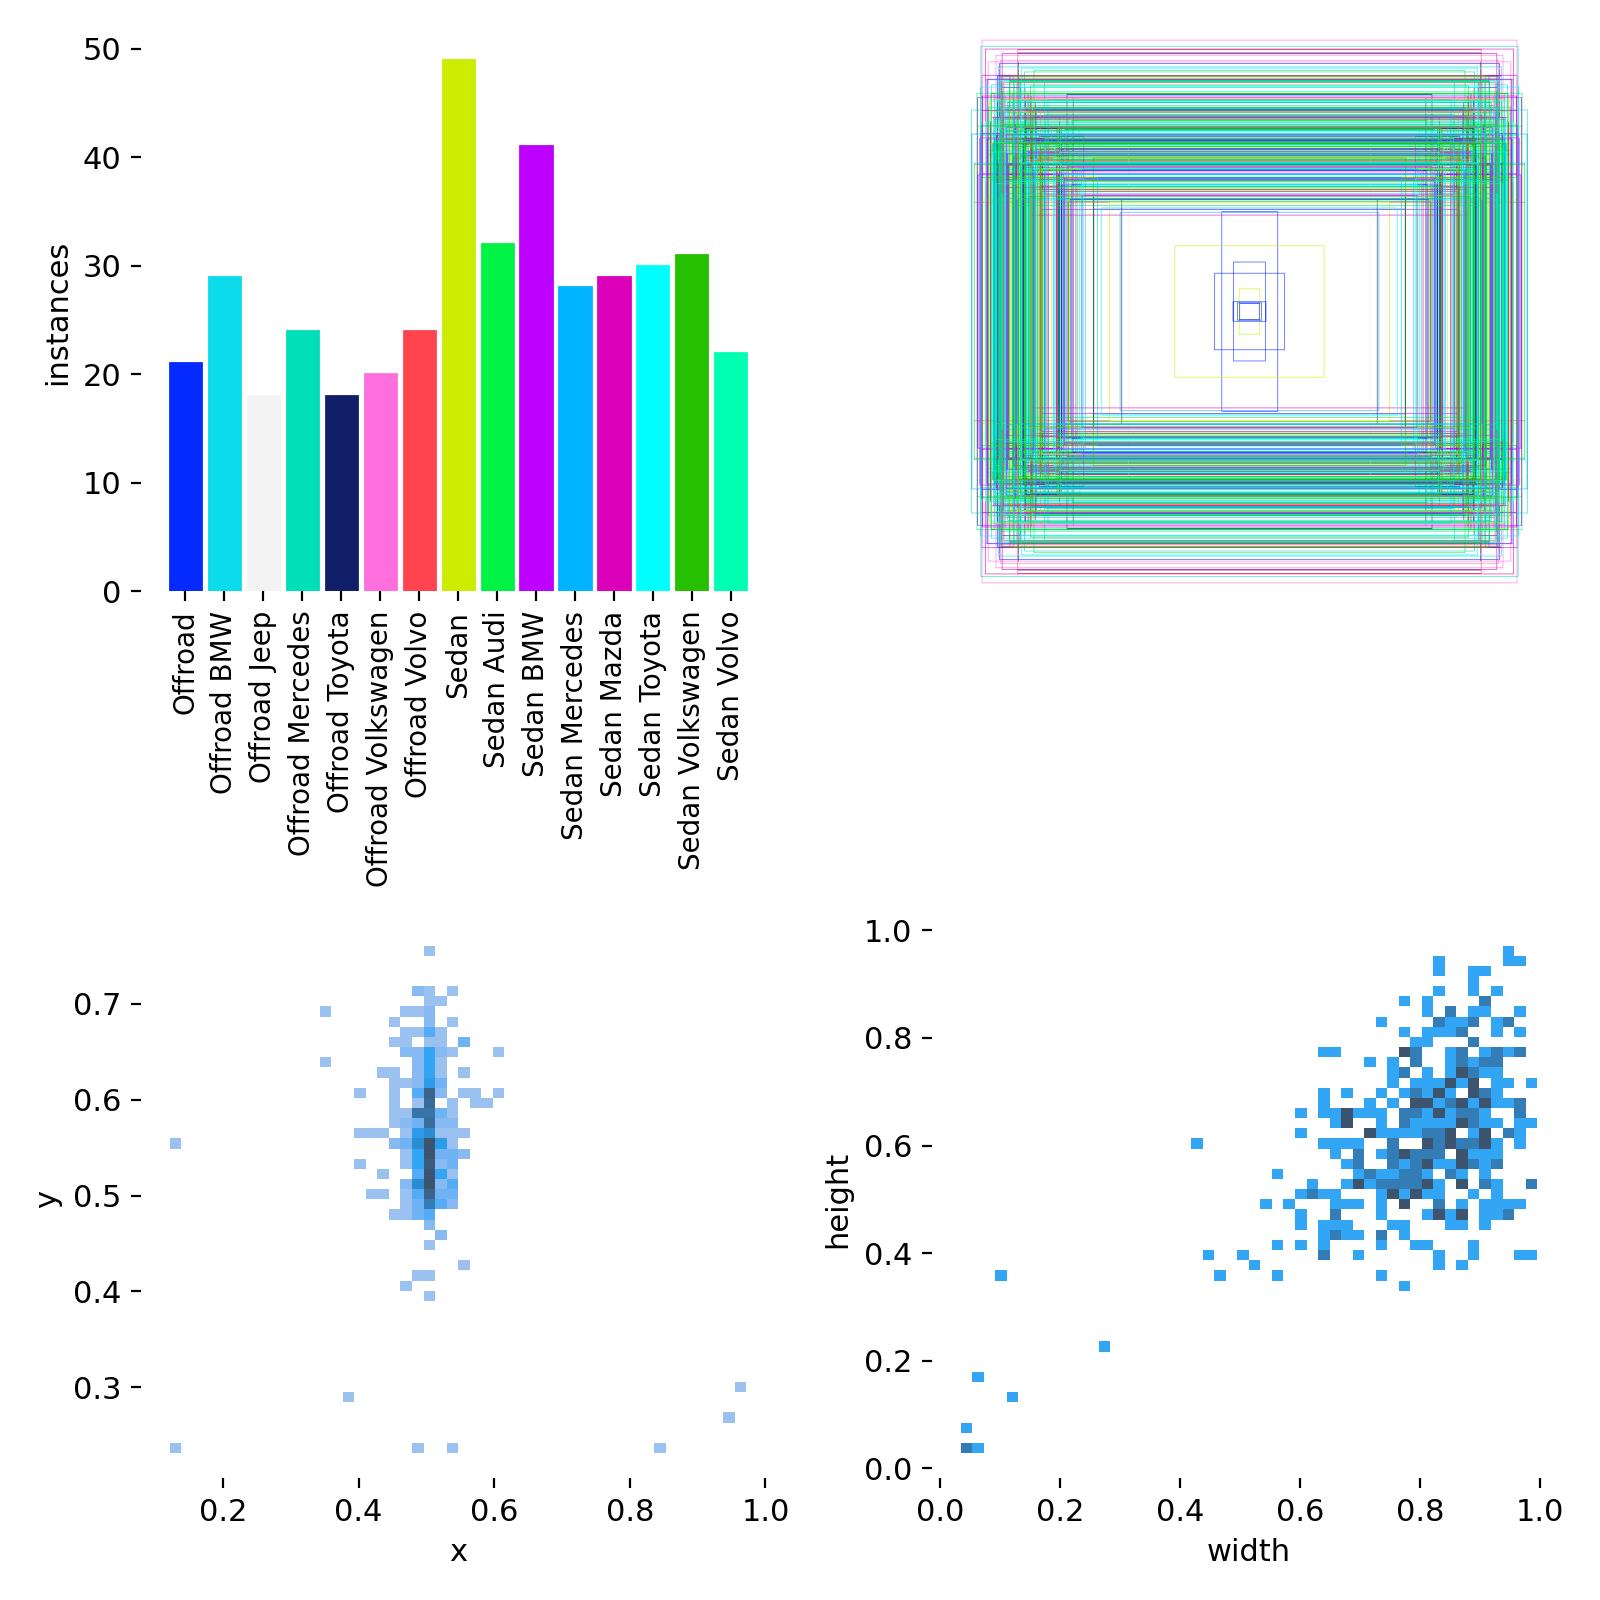 50
40
30
20
10
0
instances
Offroad
Offroad BMW
Offroad Jeep
Offroad Mercedes
Offroad Toyota
Offroad Volkswagen
Offroad Volvo
Sedan
Sedan Audi
Sedan BMW
Sedan Mercedes
Sedan Mazda
Sedan Toyota
Sedan Volkswagen
Sedan Volvo
0.7
0.6
0.5
0.4
0.3
y
0.2 0.4 0.6 0.8 1.0
x
1.0
0.8
0.6
0.4
0.2
0.0
height
0.0 0.2 0.4 0.6 0.8 1.0
width